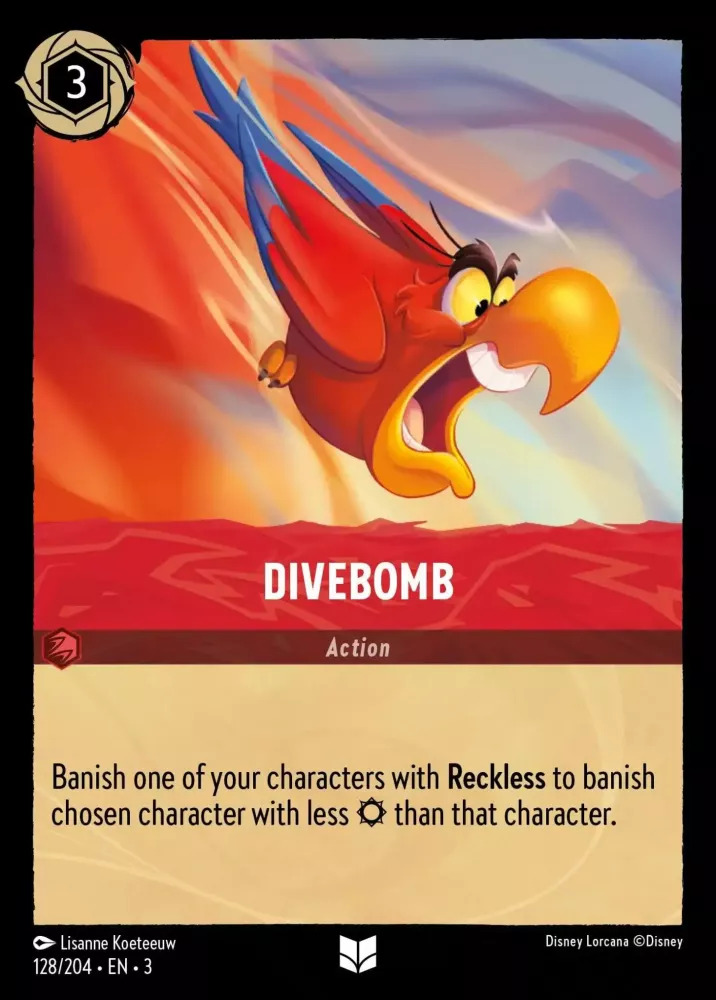 3
DIVEBOMB
Action
Banish one of your characters with Reckless to banish
chosen character with less than that character.
Lisanne Koeteeuw
Disney Lorcana ©Disney
128/204 • EN • 3